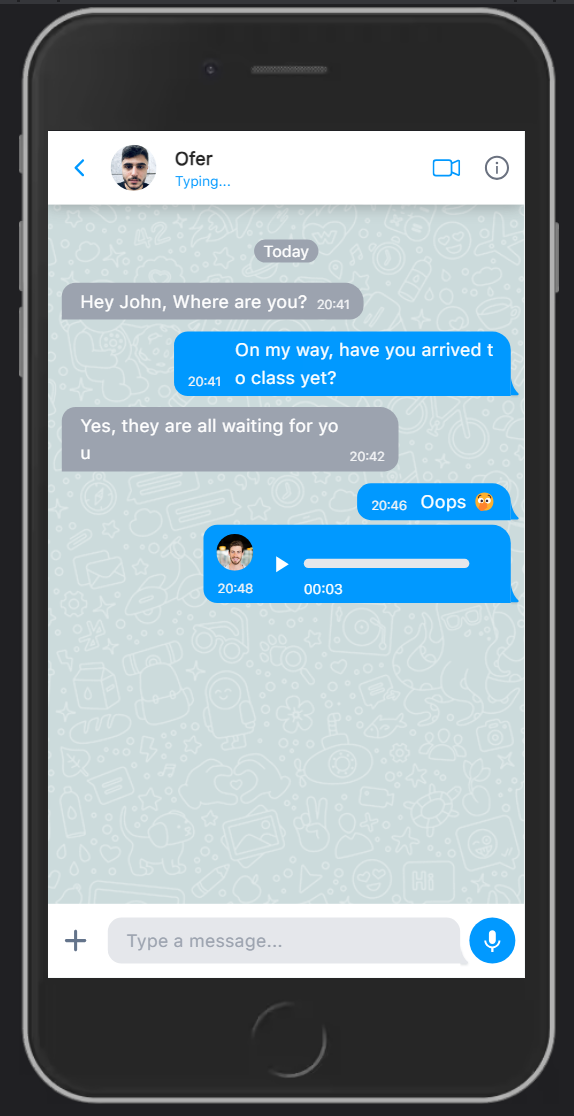 Ofer
Typing...
Today
Hey John, Where are you? 20:41
On my way, have you arrived t
20:41 o class yet?
Yes, they are all waiting for yo
u 20:42
20:46 Oops 🫣
20:48 00:03
Hi
Type a message...